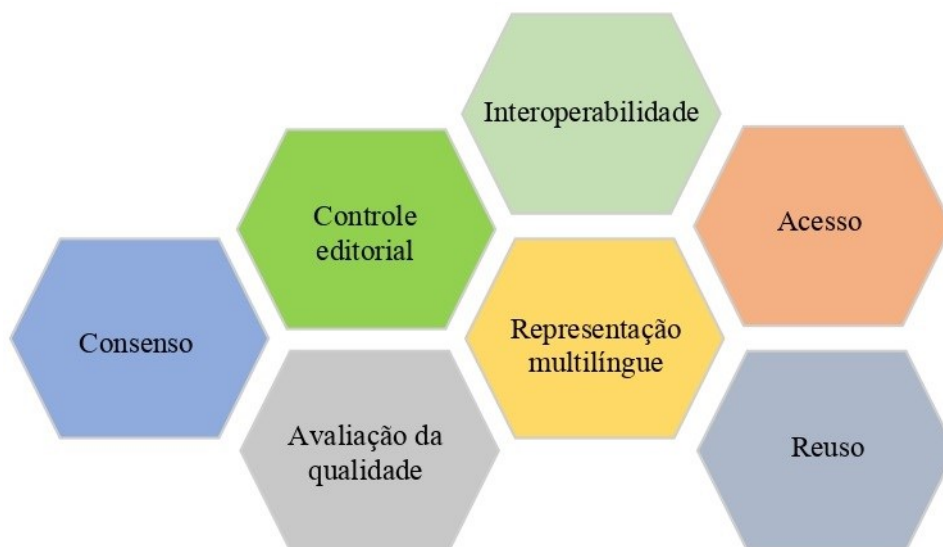 Interoperabilidade
Controle
editorial
Acesso
Consenso
Representação
multilíngue
Avaliação da
qualidade
Reuso